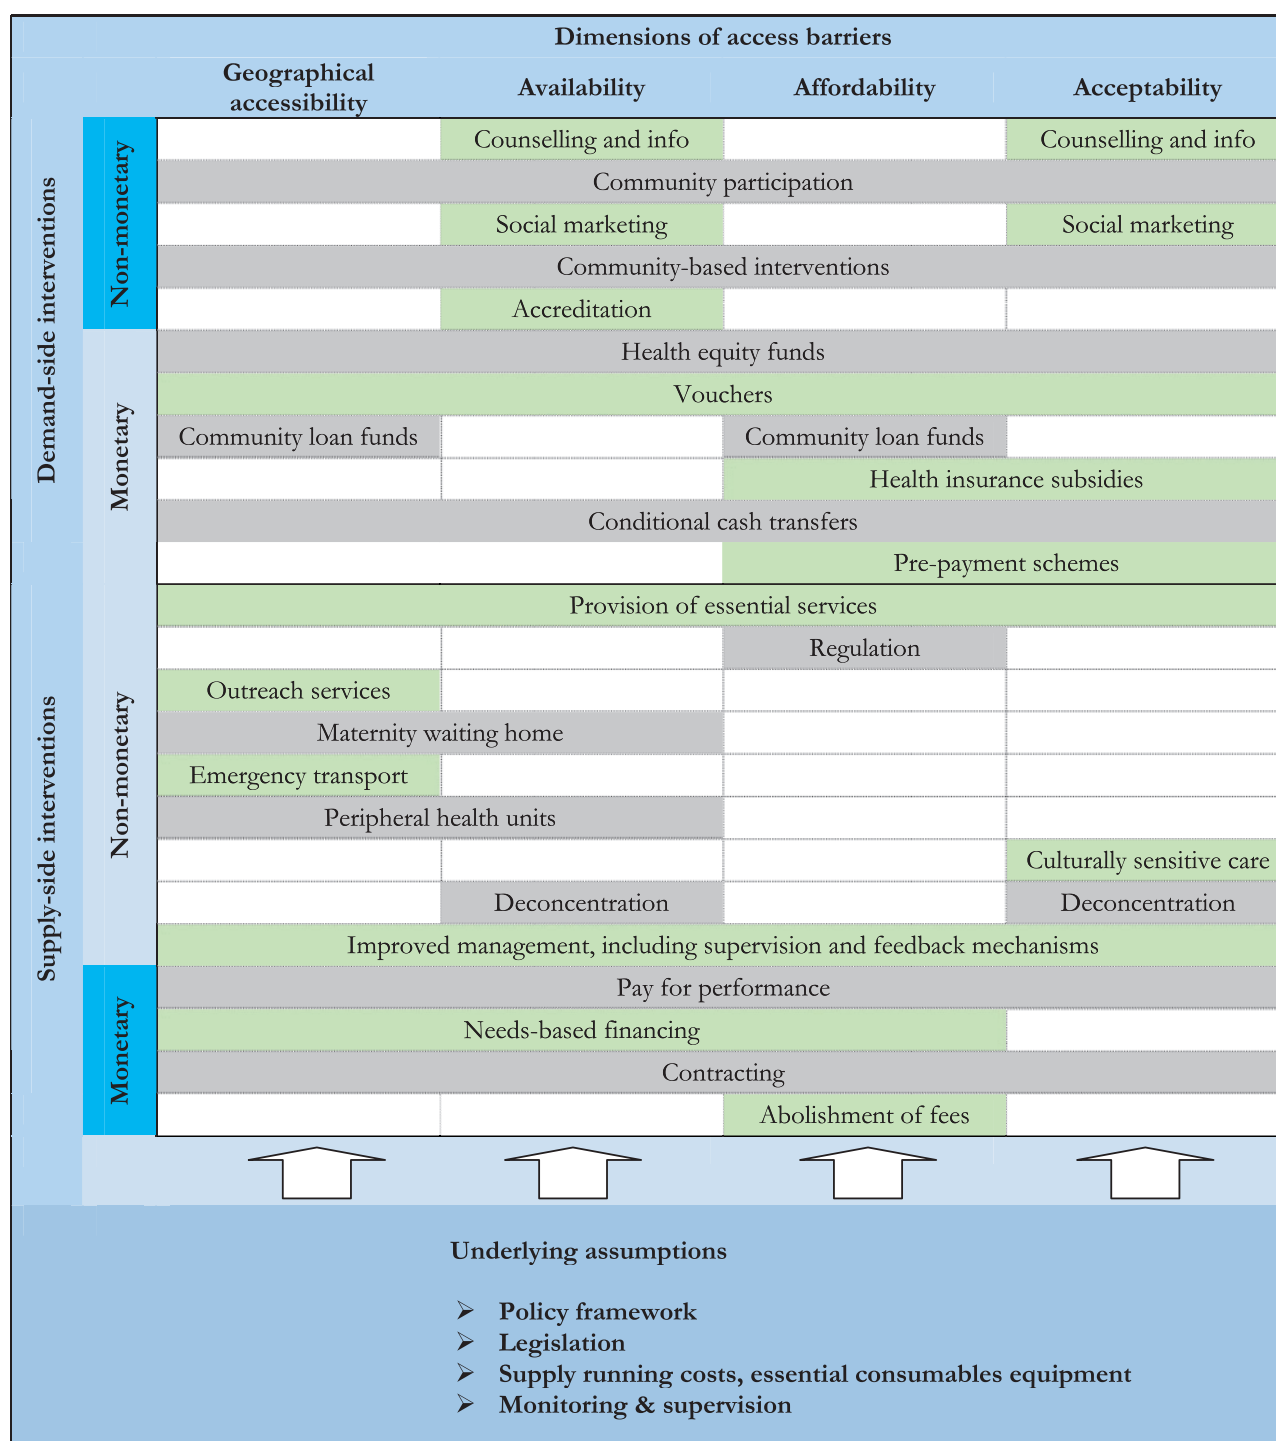 Dimensions of access barriers
Geographical
accessibility
Availability
Affordability
Acceptability
Demand-side interventions
Non-monetary
Counselling and info
Counselling and info
Community participation
Social marketing
Social marketing
Community-based interventions
Accreditation
Monetary
Health equity funds
Vouchers
Community loan funds
Community loan funds
Health insurance subsidies
Conditional cash transfers
Pre-payment schemes
Supply-side interventions
Non-monetary
Provision of essential services
Regulation
Outreach services
Maternity waiting home
Emergency transport
Peripheral health units
Culturally sensitive care
Deconcentration
Deconcentration
Improved management, including supervision and feedback mechanisms
Monetary
Pay for performance
Needs-based financing
Contracting
Abolishment of fees
Underlying assumptions
➢ Policy framework
➢ Legislation
➢ Supply running costs, essential consumables equipment
➢ Monitoring & supervision